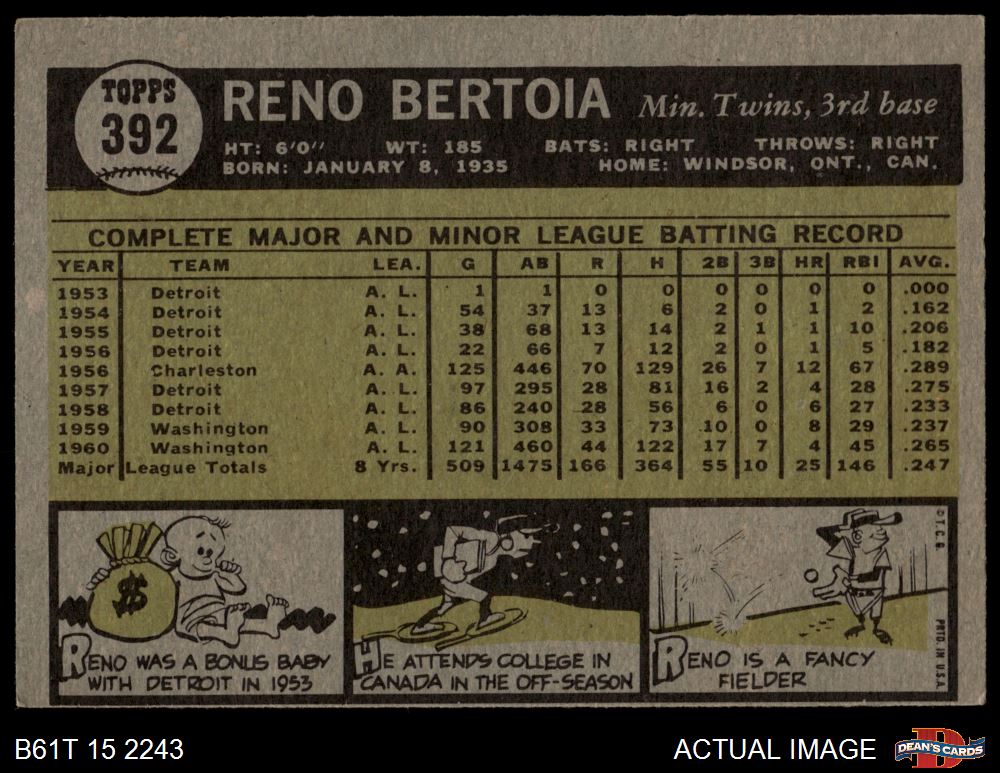 TOPPS
392
RENO BERTOIA Min. Twins, 3rd base
HT: 6'0" WT: 185 BATS: RIGHT THROWS: RIGHT
BORN: JANUARY 8, 1935 HOME: WINDSOR, ONT., CAN.
COMPLETE MAJOR AND MINOR LEAGUE BATTING RECORD
YEAR TEAM LEA. G AB R H 2B 3B HR RBI AVG.
1953 Detroit A. L. 1 1 0 0 0 0 0 0 .000
1954 Detroit A. L. 54 37 13 6 2 0 1 2 .162
1955 Detroit A. L. 38 68 13 14 2 1 1 10 .206
1956 Detroit A. L. 22 66 7 12 2 0 1 5 .182
1956 Charleston A. A. 125 446 70 129 26 7 12 67 .289
1957 Detroit A. L. 97 295 28 81 16 2 4 28 .275
1958 Detroit A. L. 86 240 28 56 6 0 6 27 .233
1959 Washington A. L. 90 308 33 73 10 0 8 29 .237
1960 Washington A. L. 121 460 44 122 17 7 4 45 .265
Major League Totals 8 Yrs. 509 1475 166 364 55 10 25 146 .247
$
RENO WAS A BONUS BABY
WITH DETROIT IN 1953
HE ATTENDS COLLEGE IN
CANADA IN THE OFF-SEASON
RENO IS A FANCY
FIELDER
© T. C. G.
PRTD. IN U.S.A.
B61T 15 2243
ACTUAL IMAGE
D
DEAN'S CARDS